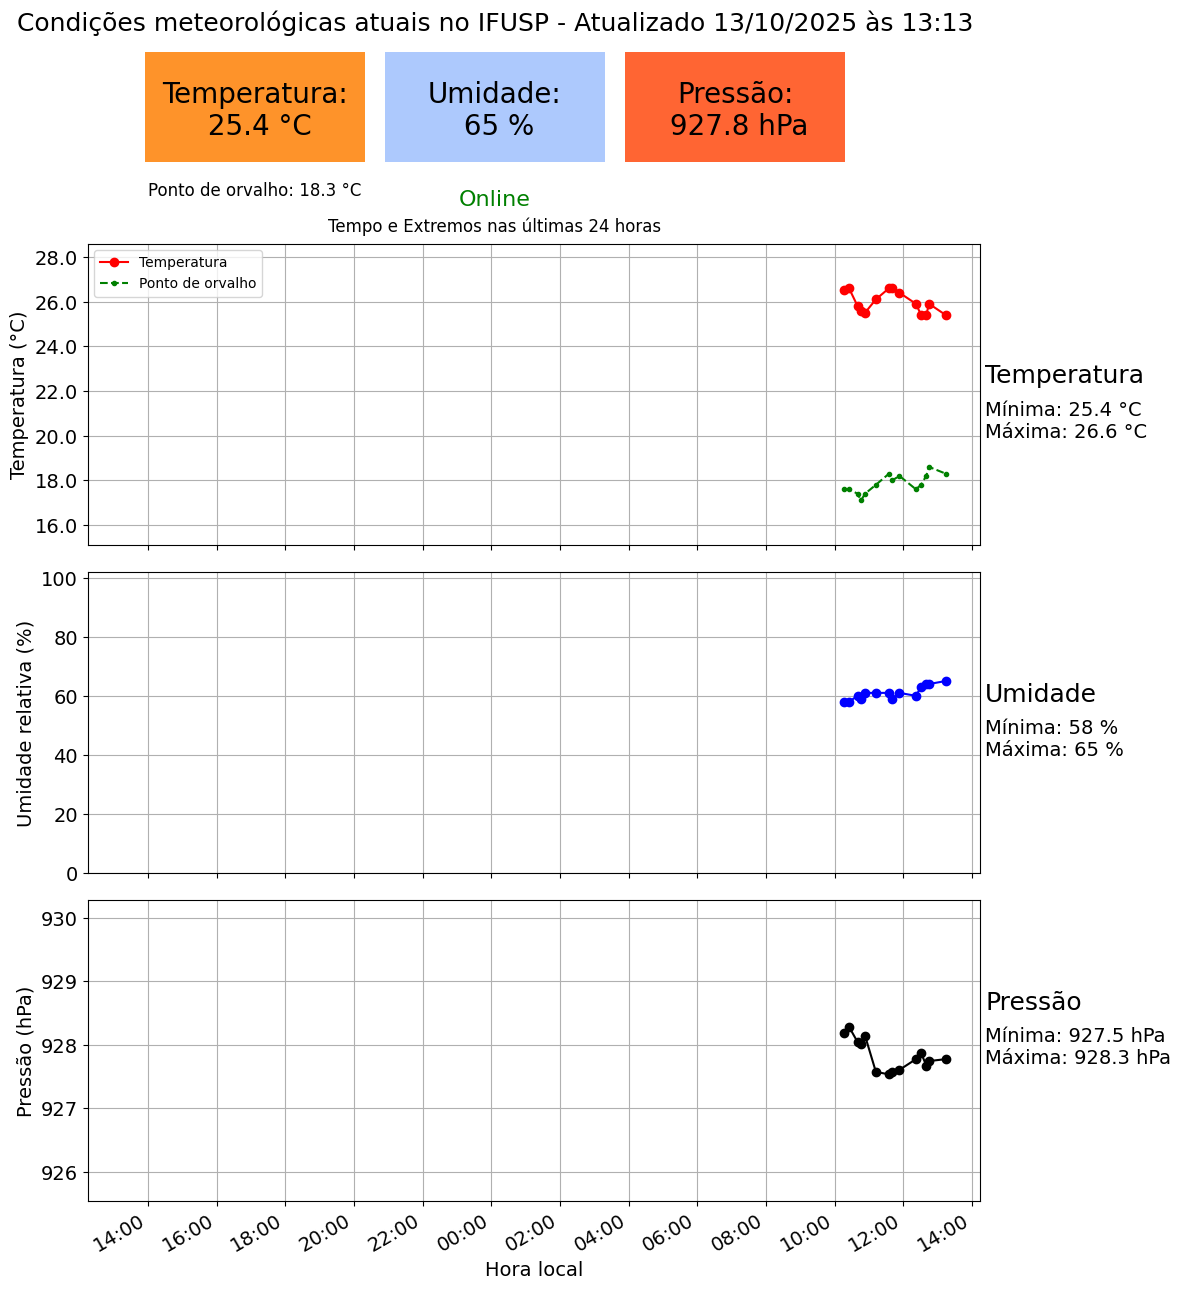 Condições meteorológicas atuais no IFUSP - Atualizado 13/10/2025 às 13:13
Temperatura:
25.4 °C
Umidade:
65 %
Pressão:
927.8 hPa
Ponto de orvalho: 18.3 °C
Online
Tempo e Extremos nas últimas 24 horas
Temperatura (°C)
28.0
26.0
24.0
22.0
20.0
18.0
16.0
Temperatura
Ponto de orvalho
Temperatura
Mínima: 25.4 °C
Máxima: 26.6 °C
Umidade relativa (%)
100
80
60
40
20
0
Umidade
Mínima: 58 %
Máxima: 65 %
Pressão (hPa)
930
929
928
927
926
Pressão
Mínima: 927.5 hPa
Máxima: 928.3 hPa
14:00 16:00 18:00 20:00 22:00 00:00 02:00 04:00 06:00 08:00 10:00 12:00 14:00
Hora local